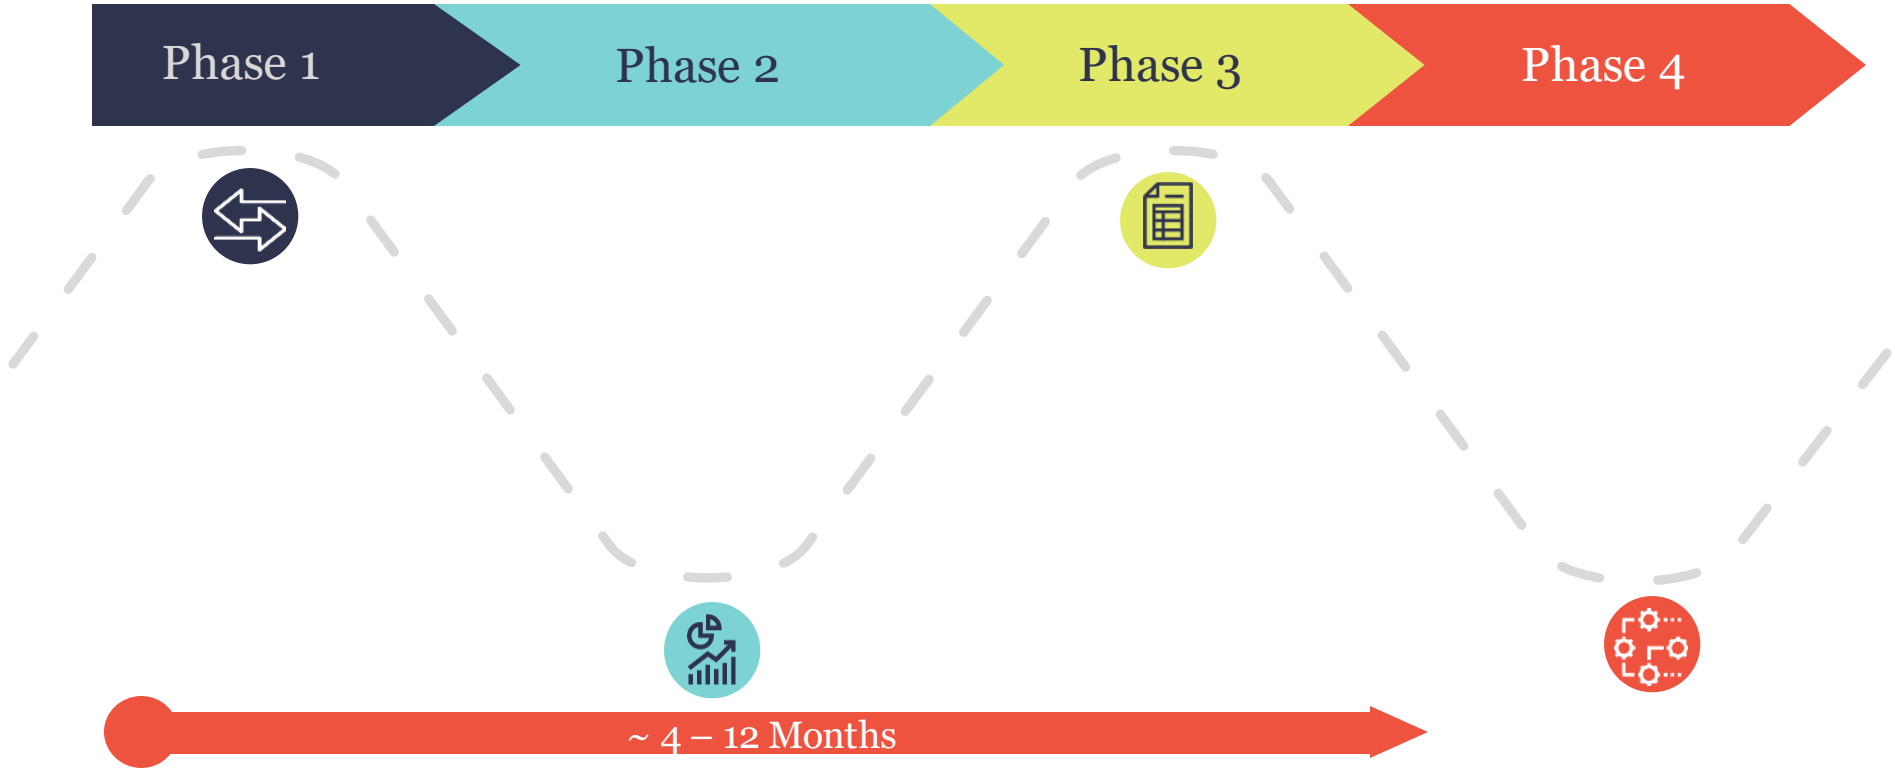 Phase 1
Phase 2
Phase 3
Phase 4
~ 4 – 12 Months